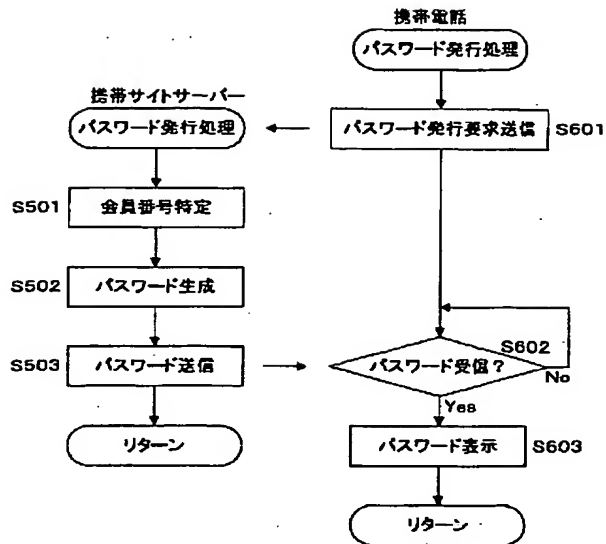 携帯電話
パスワード発行処理
携帯サイトサーバー
パスワード発行処理
パスワード発行要求送信
S601
S501
会員番号特定
S502
パスワード生成
S503
パスワード送信
S602
パスワード受信？
No
Yes
リターン
パスワード表示
S603
リターン